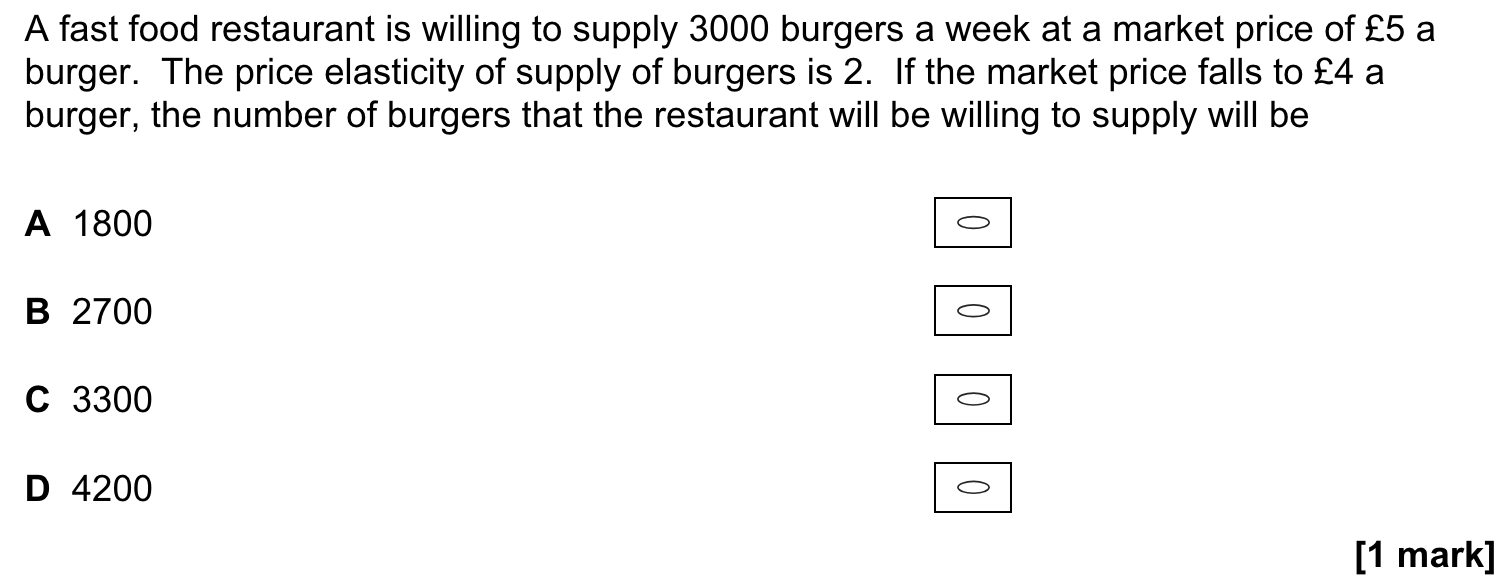 A fast food restaurant is willing to supply 3000 burgers a week at a market price of £5 a
burger.  The price elasticity of supply of burgers is 2.  If the market price falls to £4 a
burger, the number of burgers that the restaurant will be willing to supply will be
A 1800
B 2700
C 3300
D 4200
[1 mark]